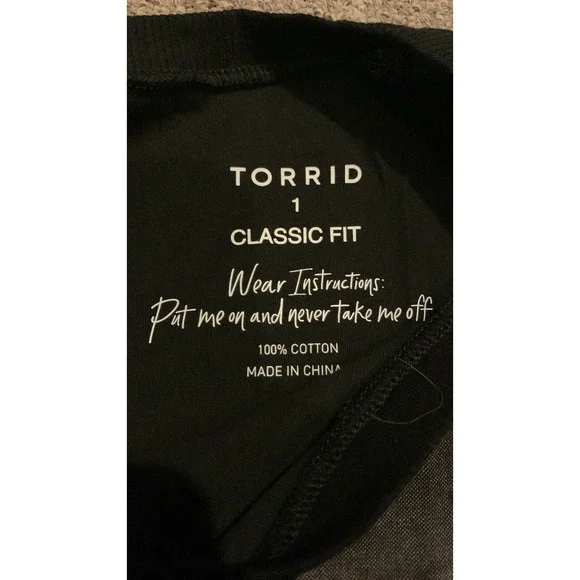 TORRID
1
CLASSIC FIT
Wear Instructions:
Put me on and never take me off
100% COTTON
MADE IN CHINA